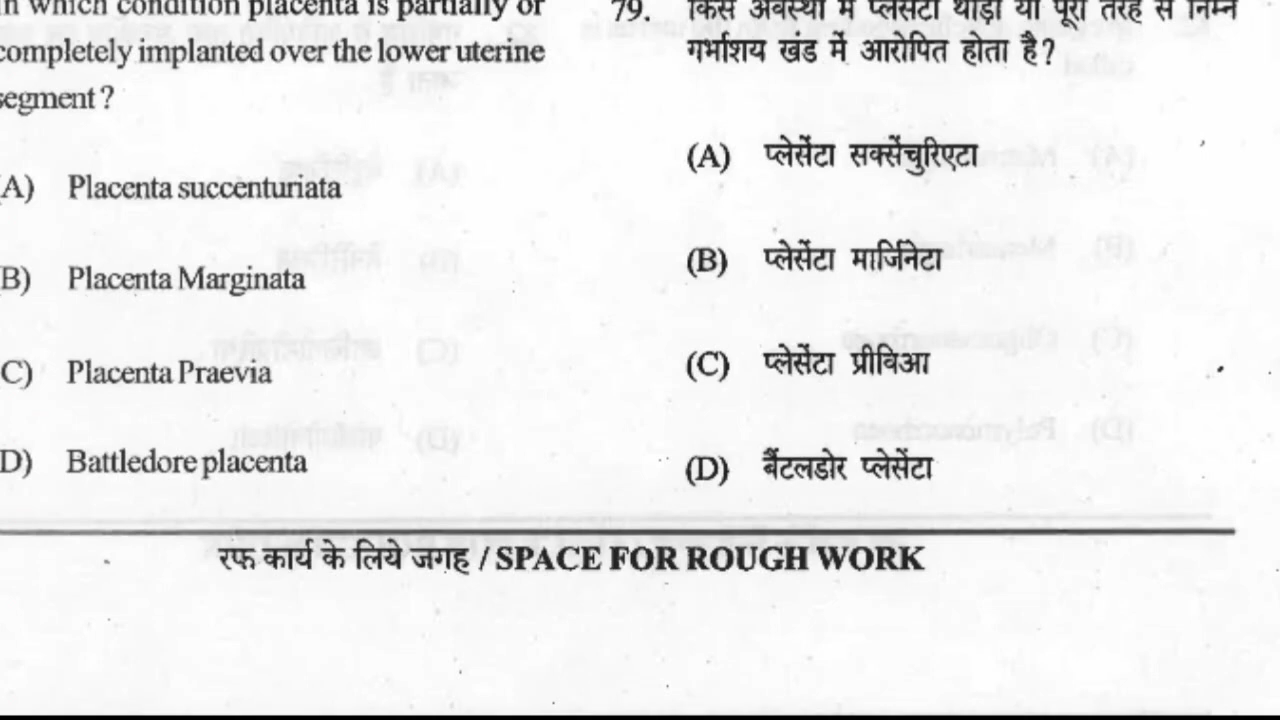 In which condition placenta is partially or
completely implanted over the lower uterine
segment?
(A) Placenta succenturiata
(B) Placenta Marginata
(C) Placenta Praevia
(D) Battledore placenta
79. किस अवस्था में प्लेसेंटा थोड़ा या पूरी तरह से निम्न
गर्भाशय खंड में आरोपित होता है?
(A) प्लेसेंटा सक्सेंचुरिएटा
(B) प्लेसेंटा मार्जिनेटा
(C) प्लेसेंटा प्रीविआ
(D) बैंटलडोर प्लेसेंटा
रफ कार्य के लिये जगह / SPACE FOR ROUGH WORK